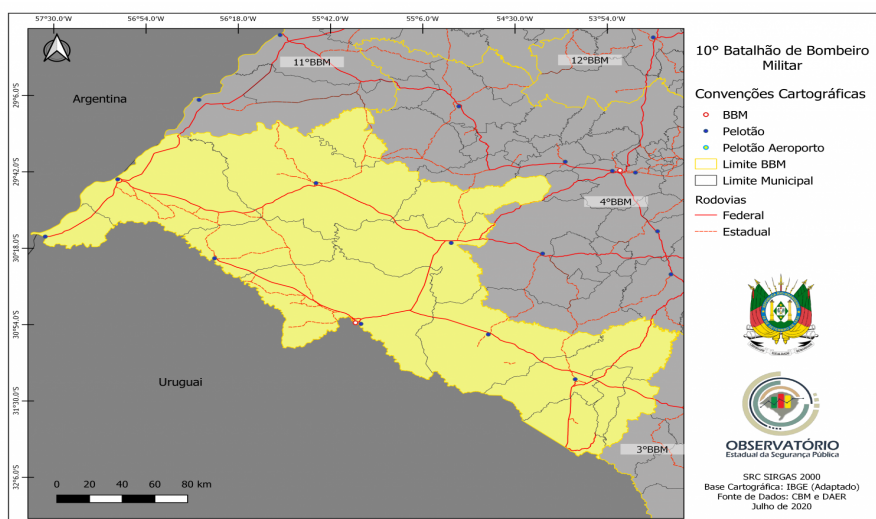 57°30.0'W 56°54.0'W 56°18.0'W 55°42.0'W 55°6.0'W 54°30.0'W 53°54.0'W
11°BBM
12°BBM
Argentina
29°6.0'S
29°42.0'S
4°BBM
30°18.0'S
30°54.0'S
Uruguai
31°30.0'S
3°BBM
32°6.0'S
0 20 40 60 80 km
10° Batalhão de Bombeiro
Militar
Convenções Cartográficas
BBM
Pelotão
Pelotão Aeroporto
Limite BBM
Limite Municipal
Rodovias
Federal
Estadual
OBSERVATÓRIO
Estadual da Segurança Pública
SRC SIRGAS 2000
Base Cartográfica: IBGE (Adaptado)
Fonte de Dados: CBM e DAER
Julho de 2020